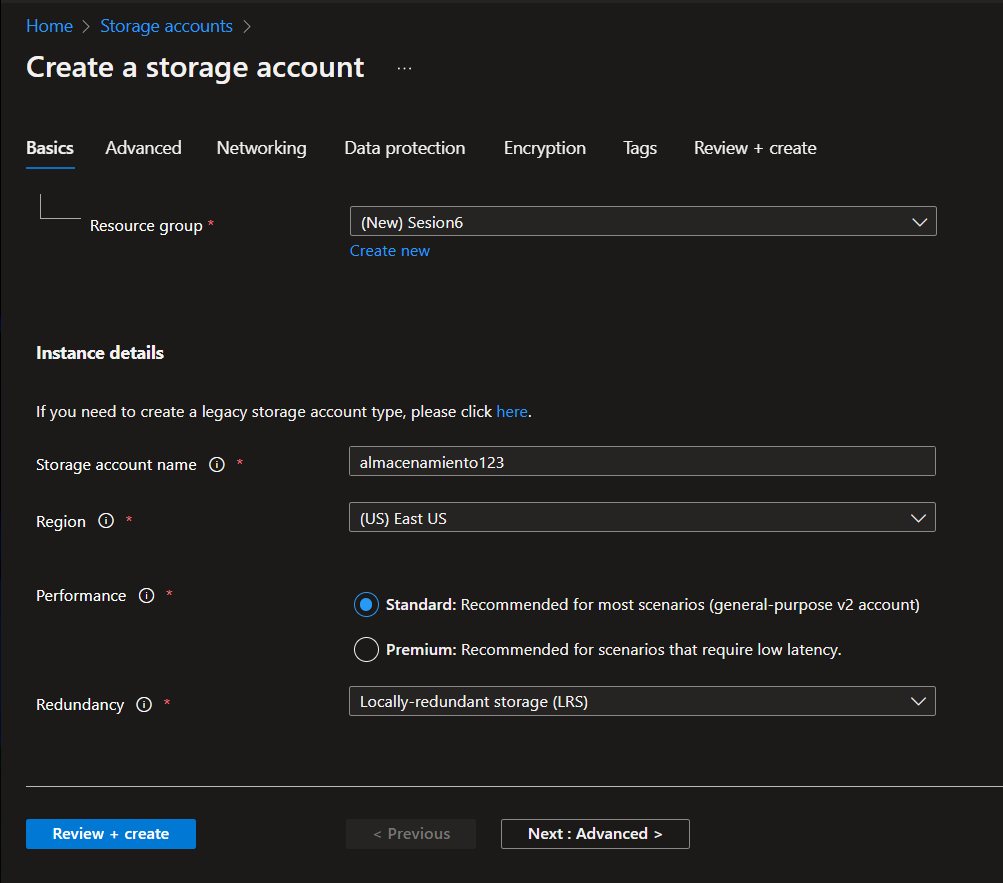 Home > Storage accounts >
Create a storage account ...
Basics Advanced Networking Data protection Encryption Tags Review + create
Resource group *
(New) Sesion6
Create new
Instance details
If you need to create a legacy storage account type, please click here.
Storage account name *
almacenamiento123
Region *
(US) East US
Performance *
Standard: Recommended for most scenarios (general-purpose v2 account)
Premium: Recommended for scenarios that require low latency.
Redundancy *
Locally-redundant storage (LRS)
Review + create < Previous Next : Advanced >